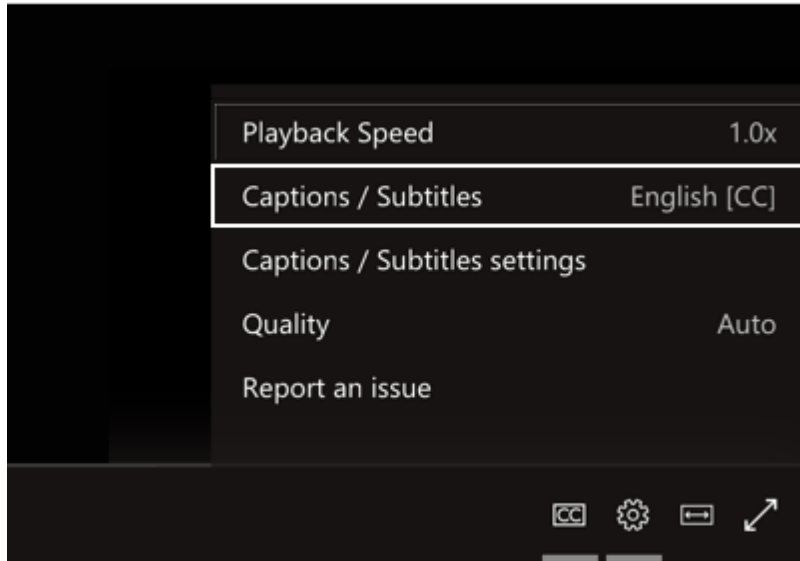 Playback Speed 1.0x
Captions / Subtitles English [CC]
Captions / Subtitles settings
Quality Auto
Report an issue
CC